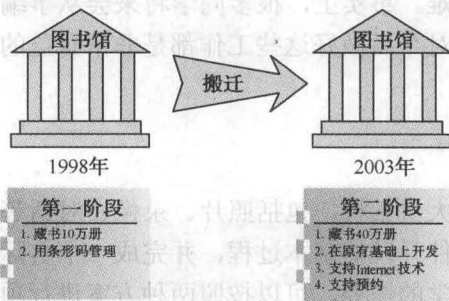 图书馆
搬迁
图书馆
1998年
2003年
第一阶段
1. 藏书10万册
2. 用条形码管理
第二阶段
1. 藏书40万册
2. 在原有基础上开发
3. 支持Internet技术
4. 支持预约